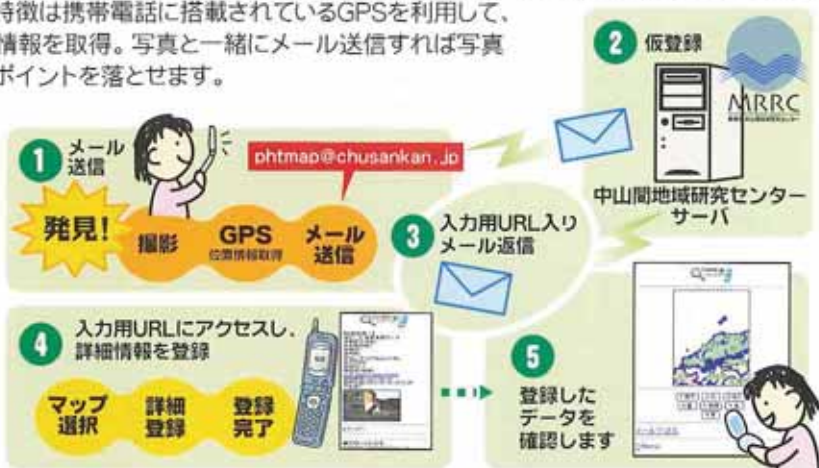 特徴は携帯電話に搭載されているGPSを利用して、
情報を取得。写真と一緒にメール送信すれば写真
ポイントを落とせます。
1 メール
送信
発見!
撮影
GPS
位置情報取得
メール
送信
phtmap@chusankan.jp
2 仮登録
MRRC
中山間地域研究センター
サーバ
3 入力用URL入り
メール返信
4 入力用URLにアクセスし、
詳細情報を登録
マップ
選択
詳細
登録
登録
完了
5
登録した
データを
確認します